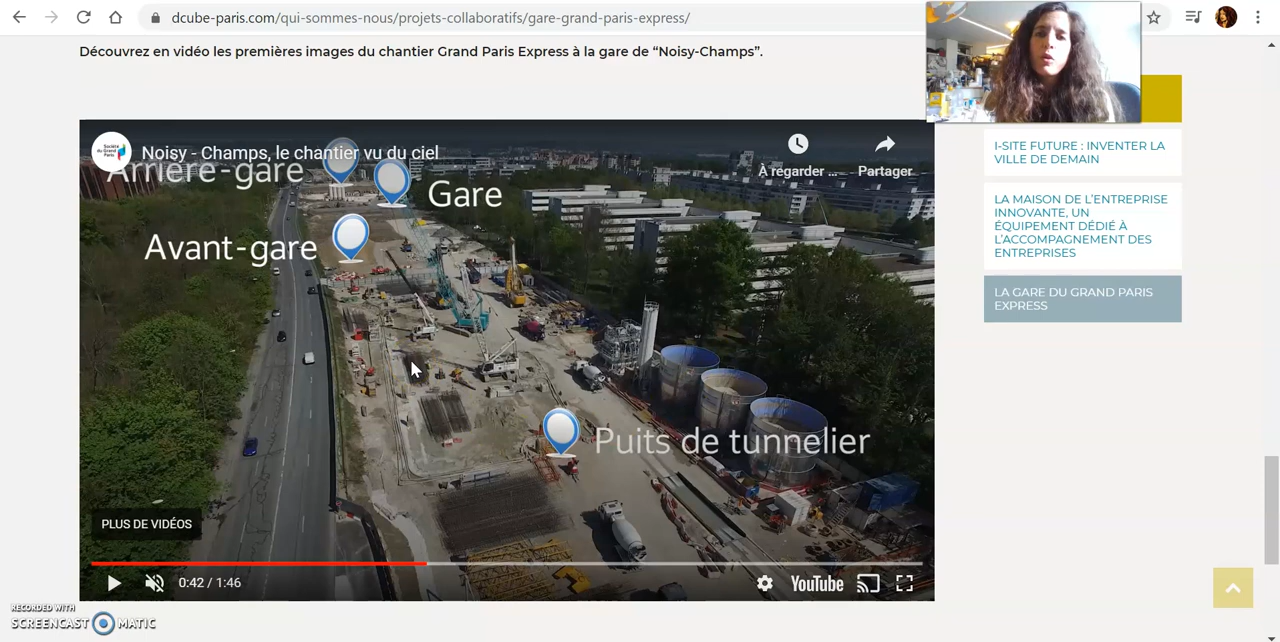 dcube-paris.com/qui-sommes-nous/projets-collaboratifs/gare-grand-paris-express/
Découvrez en vidéo les premières images du chantier Grand Paris Express à la gare de “Noisy-Champs”.
Société
du Grand
Paris
Noisy - Champs, le chantier vu du ciel
À regarder ...
Partager
Arrière-gare
Gare
Avant-gare
Puits de tunnelier
PLUS DE VIDÉOS
0:42 / 1:46
YouTube
I-SITE FUTURE : INVENTER LA
VILLE DE DEMAIN
LA MAISON DE L’ENTREPRISE
INNOVANTE, UN
ÉQUIPEMENT DÉDIÉ À
L’ACCOMPAGNEMENT DES
ENTREPRISES
LA GARE DU GRAND PARIS
EXPRESS
RECORDED WITH
SCREENCAST MATIC